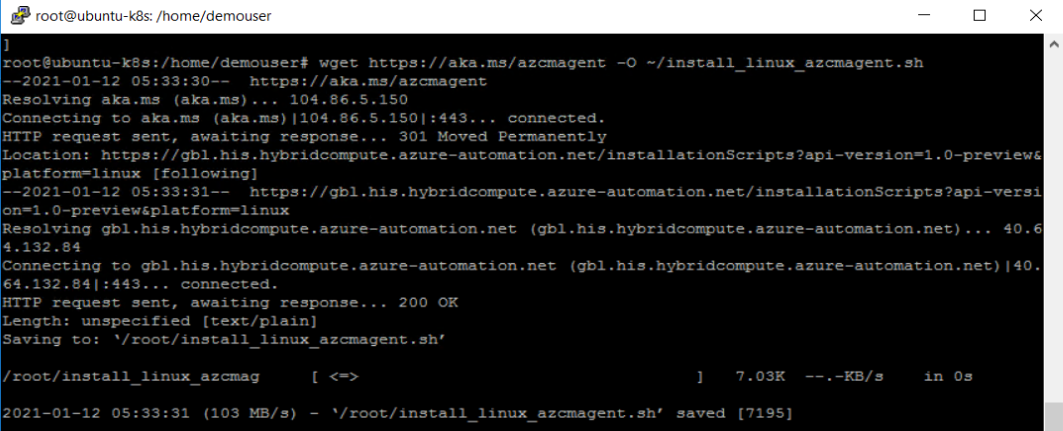 root@ubuntu-k8s: /home/demouser
]
root@ubuntu-k8s:/home/demouser# wget https://aka.ms/azcmagent -O ~/install_linux_azcmagent.sh
--2021-01-12 05:33:30--  https://aka.ms/azcmagent
Resolving aka.ms (aka.ms)... 104.86.5.150
Connecting to aka.ms (aka.ms)|104.86.5.150|:443... connected.
HTTP request sent, awaiting response... 301 Moved Permanently
Location: https://gbl.his.hybridcompute.azure-automation.net/installationScripts?api-version=1.0-preview&
platform=linux [following]
--2021-01-12 05:33:31--  https://gbl.his.hybridcompute.azure-automation.net/installationScripts?api-versi
on=1.0-preview&platform=linux
Resolving gbl.his.hybridcompute.azure-automation.net (gbl.his.hybridcompute.azure-automation.net)... 40.6
4.132.84
Connecting to gbl.his.hybridcompute.azure-automation.net (gbl.his.hybridcompute.azure-automation.net)|40.
64.132.84|:443... connected.
HTTP request sent, awaiting response... 200 OK
Length: unspecified [text/plain]
Saving to: ‘/root/install_linux_azcmagent.sh’
/root/install_linux_azcmag     [ <=>                                      ]   7.03K  --.-KB/s    in 0s
2021-01-12 05:33:31 (103 MB/s) - ‘/root/install_linux_azcmagent.sh’ saved [7195]